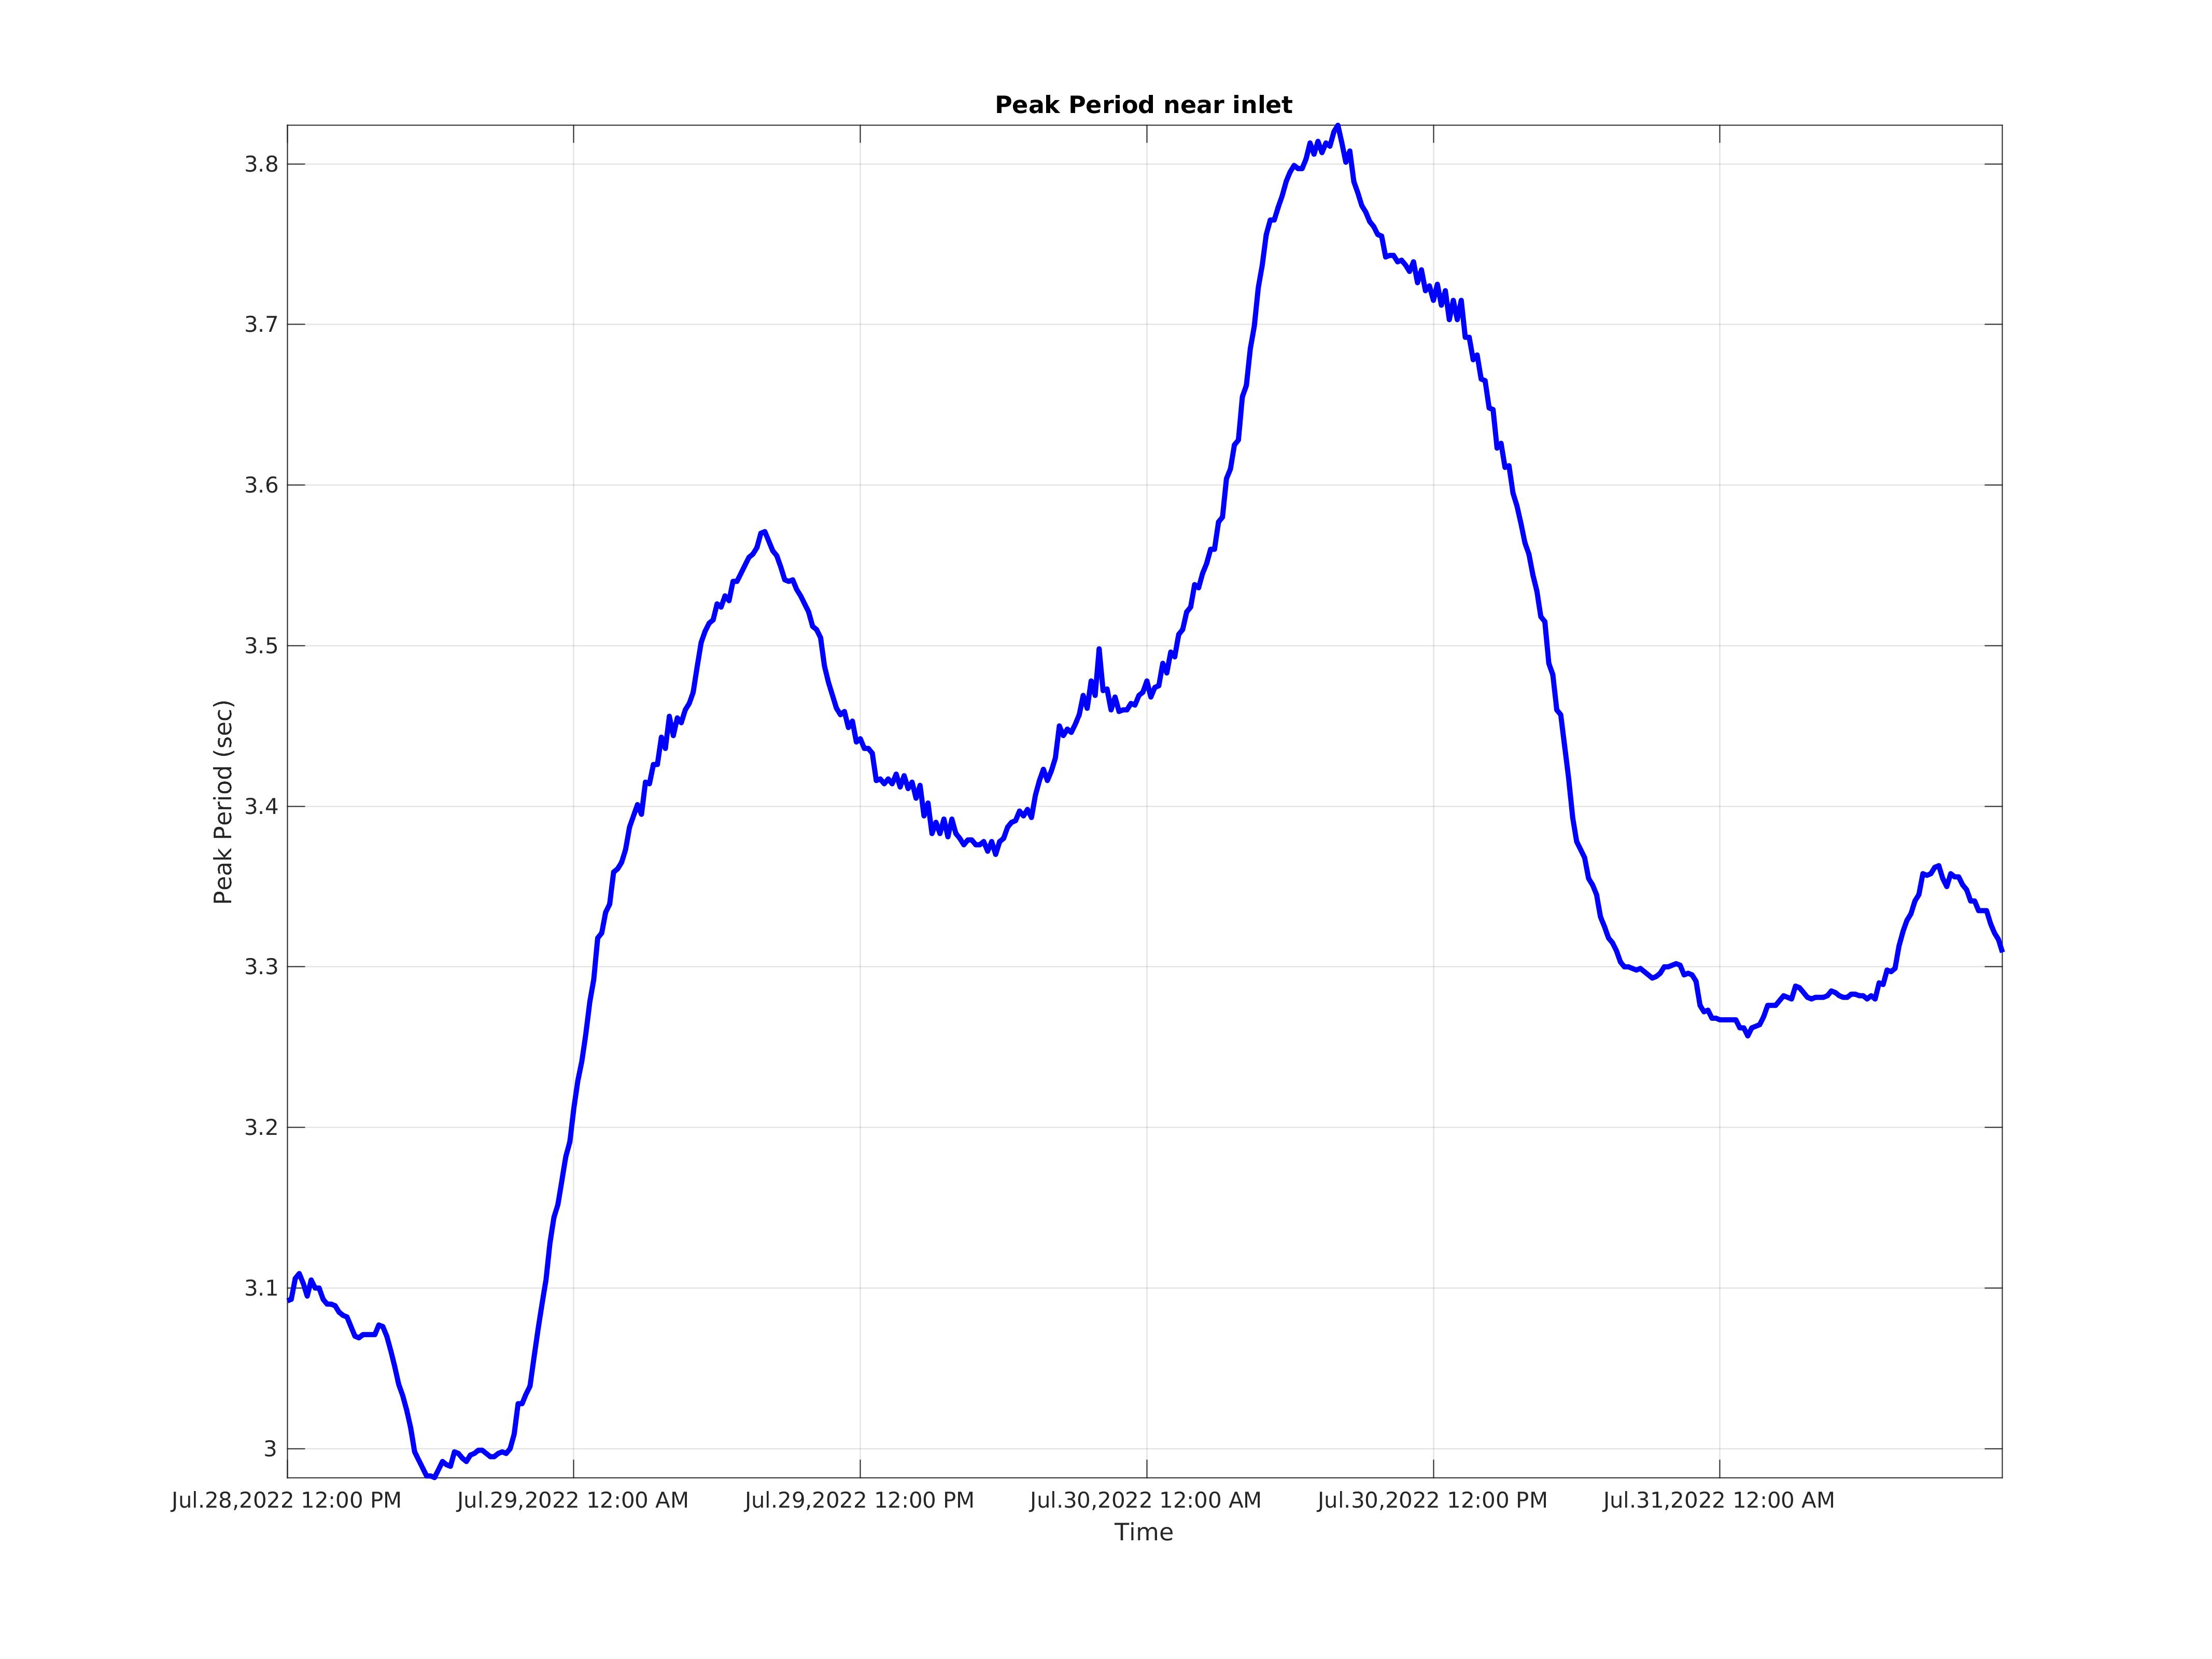 Peak Period near inlet
3.8
3.7
3.6
3.5
3.4
3.3
3.2
3.1
3
Peak Period (sec)
Jul.28,2022 12:00 PM
Jul.29,2022 12:00 AM
Jul.29,2022 12:00 PM
Jul.30,2022 12:00 AM
Jul.30,2022 12:00 PM
Jul.31,2022 12:00 AM
Time